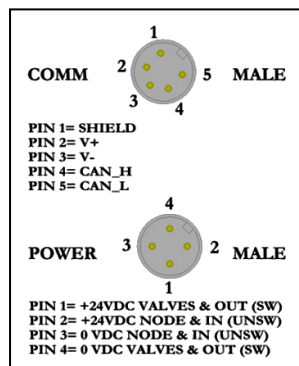 1
COMM 2 5 MALE
3 4
PIN 1= SHIELD
PIN 2= V+
PIN 3= V-
PIN 4= CAN_H
PIN 5= CAN_L
4
POWER 3 2 MALE
1
PIN 1= +24VDC VALVES & OUT (SW)
PIN 2= +24VDC NODE & IN (UNSW)
PIN 3= 0 VDC NODE & IN (UNSW)
PIN 4= 0 VDC VALVES & OUT (SW)